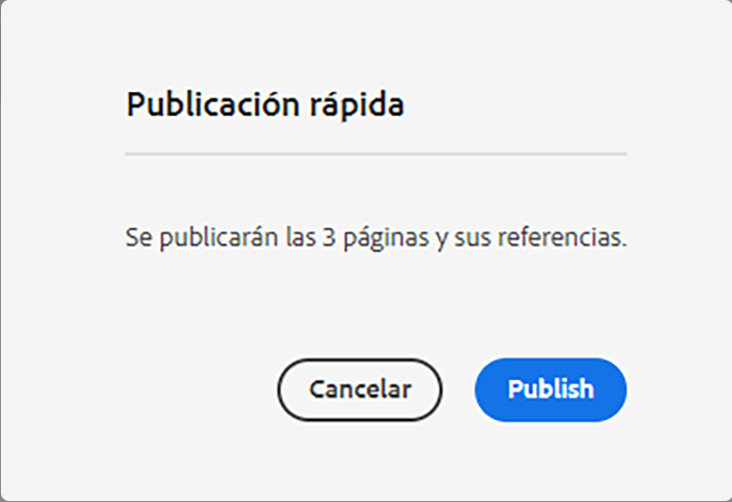 Publicación rápida
Se publicarán las 3 páginas y sus referencias.
Cancelar
Publish